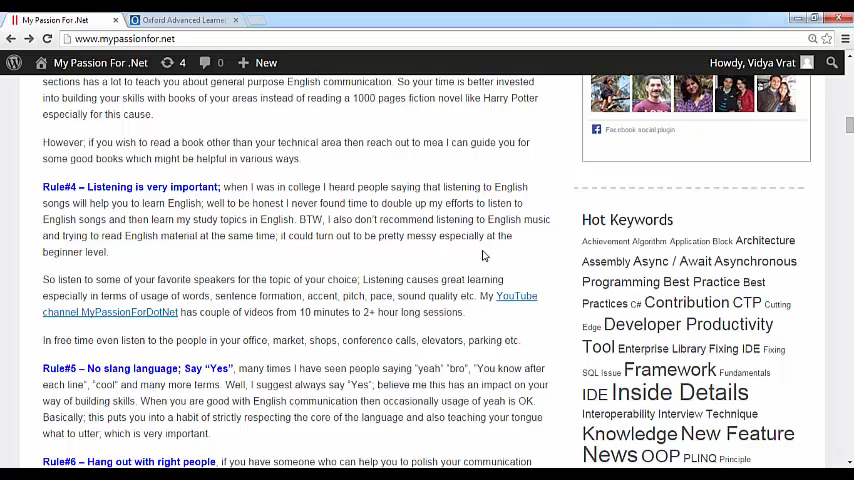 My Passion For .Net
Oxford Advanced Learne
www.mypassionfor.net
My Passion For .Net 4 0 New Howdy, Vidya Vrat
sections has a lot to teach you about general purpose English communication. So your time is better invested
into building your skills with books of your areas instead of reading a 1000 pages fiction novel like Harry Potter
especially for this cause.
However; if you wish to read a book other than your technical area then reach out to mea I can guide you for
some good books which might be helpful in various ways.
Rule#4 – Listening is very important; when I was in college I heard people saying that listening to English
songs will help you to learn English; well to be honest I never found time to double up my efforts to listen to
English songs and then learn my study topics in English. BTW, I also don't recommend listening to English music
and trying to read English material at the same time; it could turn out to be pretty messy especially at the
beginner level.
So listen to some of your favorite speakers for the topic of your choice; Listening causes great learning
especially in terms of usage of words, sentence formation, accent, pitch, pace, sound quality etc. My YouTube
channel MyPassionForDotNet has couple of videos from 10 minutes to 2+ hour long sessions.
In free time even listen to the people in your office, market, shops, conference calls, elevators, parking etc.
Rule#5 – No slang language; Say “Yes”, many times I have seen people saying "yeah" "bro", "You know after
each line", "cool" and many more terms. Well, I suggest always say "Yes"; believe me this has an impact on your
way of building skills. When you are good with English communication then occasionally usage of yeah is OK.
Basically; this puts you into a habit of strictly respecting the core of the language and also teaching your tongue
what to utter; which is very important.
Rule#6 – Hang out with right people, if you have someone who can help you to polish your communication
Facebook social plugin
Hot Keywords
Achievement Algorithm Application Block Architecture
Assembly Async / Await Asynchronous
Programming Best Practice Best
Practices C# Contribution CTP Cutting
Edge Developer Productivity
Tool Enterprise Library Fixing IDE Fixing
SQL Issue Framework Fundamentals
IDE Inside Details
Interoperability Interview Technique
Knowledge New Feature
News OOP PLINQ Principle